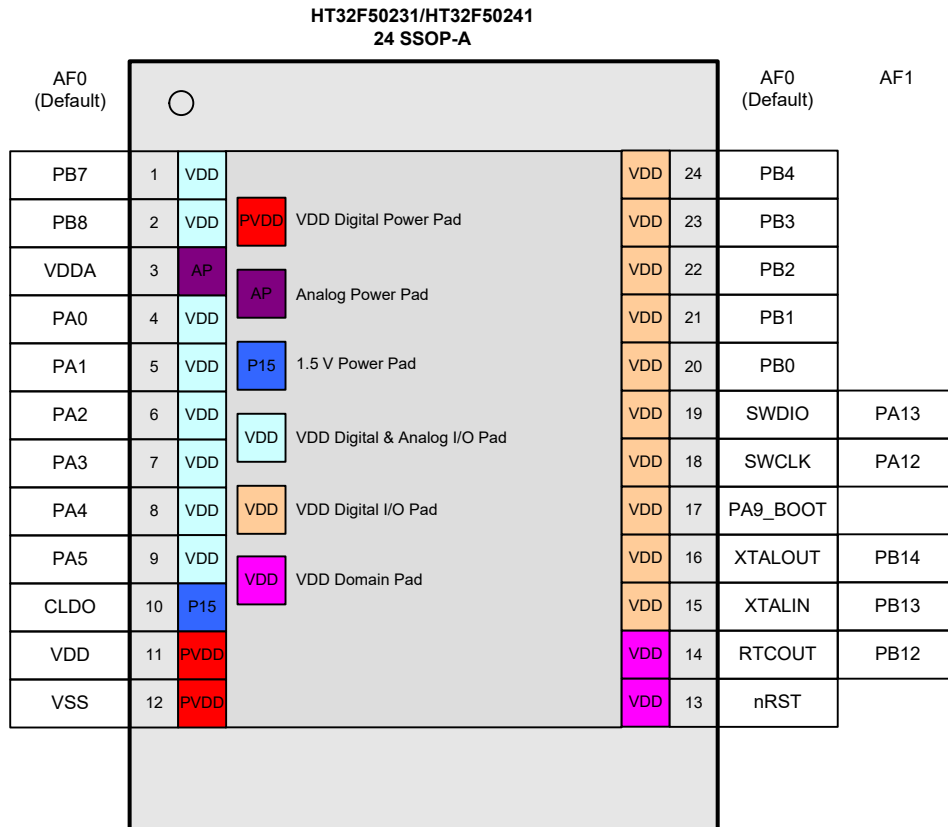 HT32F50231/HT32F50241
24 SSOP-A
AF0
(Default)
AF0
(Default)
AF1
PB7 1 VDD VDD 24 PB4
PB8 2 VDD PVDD VDD Digital Power Pad VDD 23 PB3
VDDA 3 AP AP Analog Power Pad VDD 22 PB2
PA0 4 VDD VDD 21 PB1
PA1 5 VDD P15 1.5 V Power Pad VDD 20 PB0
PA2 6 VDD VDD VDD Digital & Analog I/O Pad VDD 19 SWDIO PA13
PA3 7 VDD VDD 18 SWCLK PA12
PA4 8 VDD VDD VDD Digital I/O Pad VDD 17 PA9_BOOT
PA5 9 VDD VDD VDD Domain Pad VDD 16 XTALOUT PB14
CLDO 10 P15 VDD 15 XTALIN PB13
VDD 11 PVDD VDD 14 RTCOUT PB12
VSS 12 PVDD VDD 13 nRST